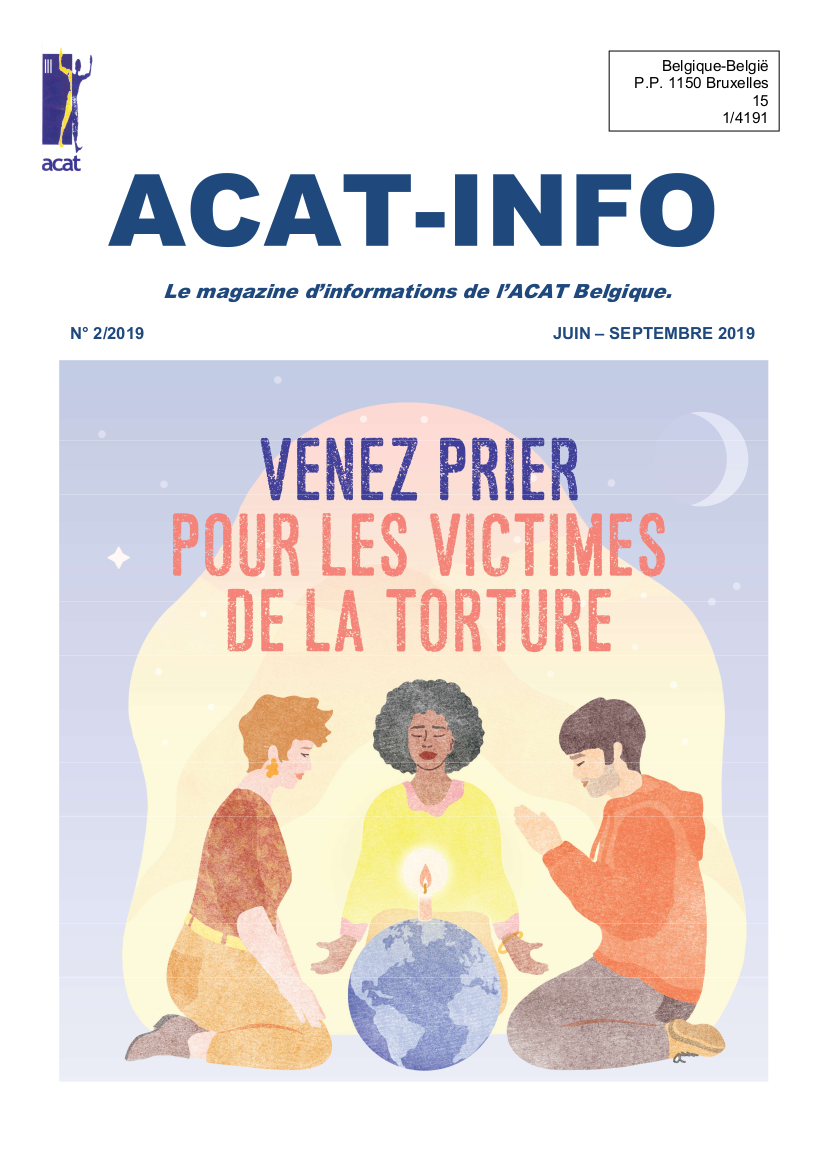 acat
Belgique-België
P.P. 1150 Bruxelles
15
1/4191
ACAT-INFO
Le magazine d’informations de l’ACAT Belgique.
N° 2/2019
JUIN – SEPTEMBRE 2019
VENEZ PRIER
POUR LES VICTIMES
DE LA TORTURE